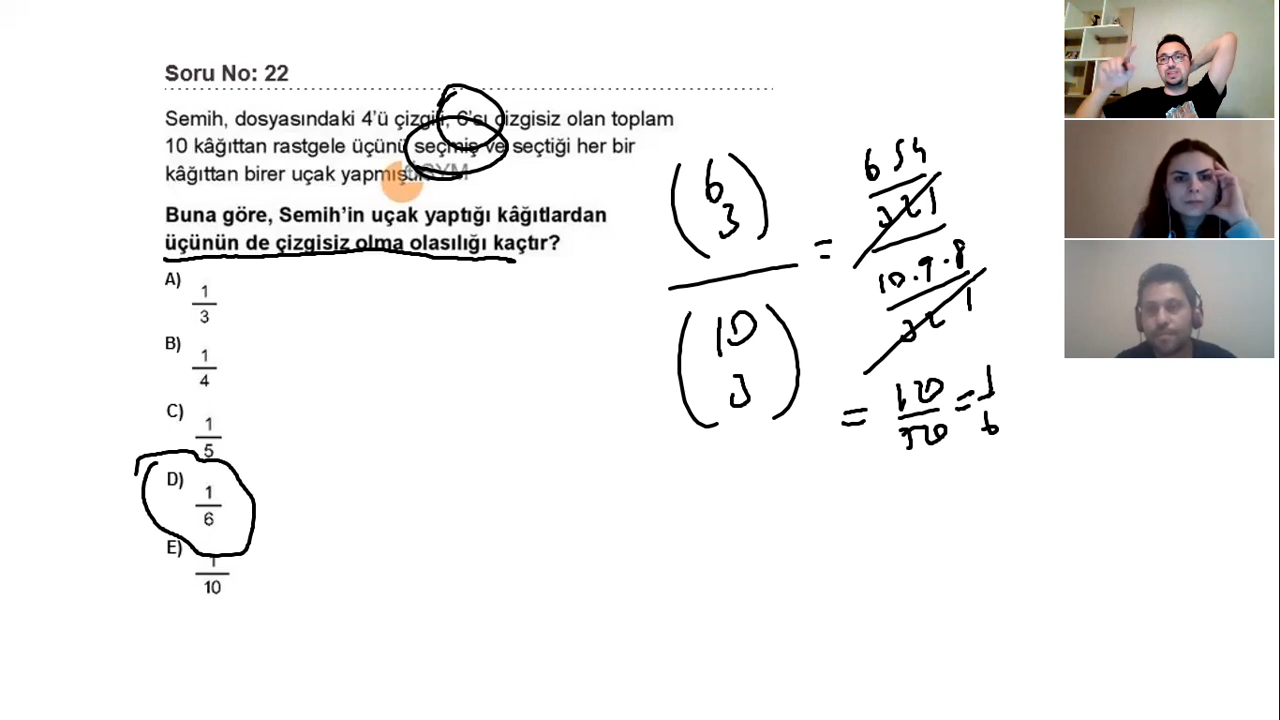 Soru No: 22
Semih, dosyasındaki 4'ü çizgili, 6'sı çizgisiz olan toplam
10 kâğıttan rastgele üçünü seçmiş ve seçtiği her bir
kâğıttan birer uçak yapmıştır.
Buna göre, Semih'in uçak yaptığı kâğıtlardan
üçünün de çizgisiz olma olasılığı kaçtır?
A) 1/3
B) 1/4
C) 1/5
D) 1/6
E) 1/10
(6 3)
(10 3)
=
6 5 4
3 2 1
10 . 9 . 8
3 2 1
= 120/720 = 1/6